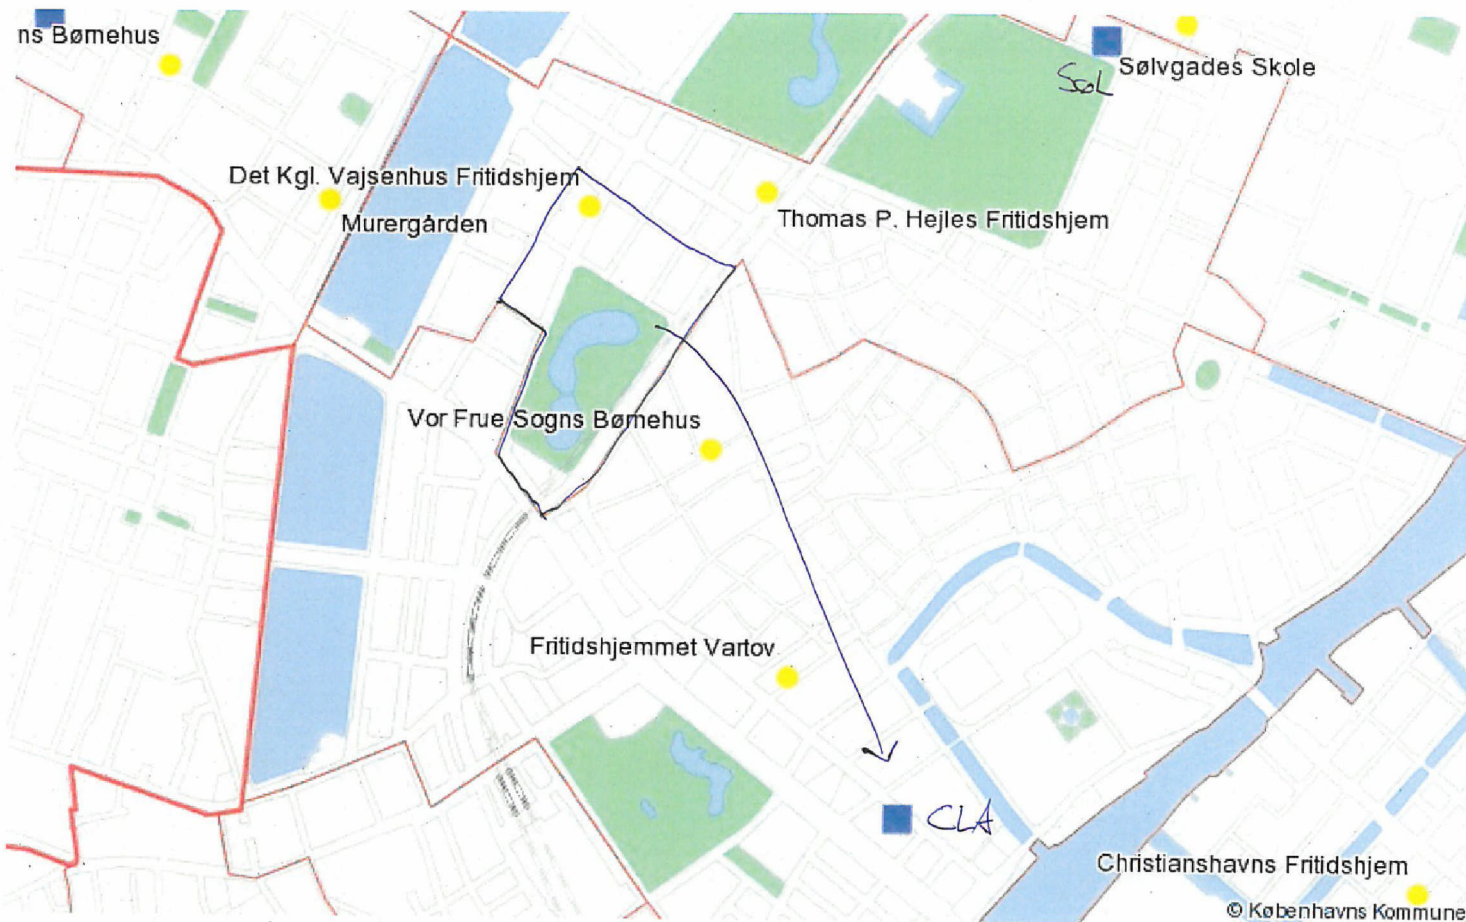 ns Børnehus
Sølvgades Skole
SøL
Det Kgl. Vajsenhus Fritidshjem
Murergården
Thomas P. Hejles Fritidshjem
Vor Frue Sogns Børnehus
Fritidshjemmet Vartov
CLA
Christianshavns Fritidshjem
© Københavns Kommune